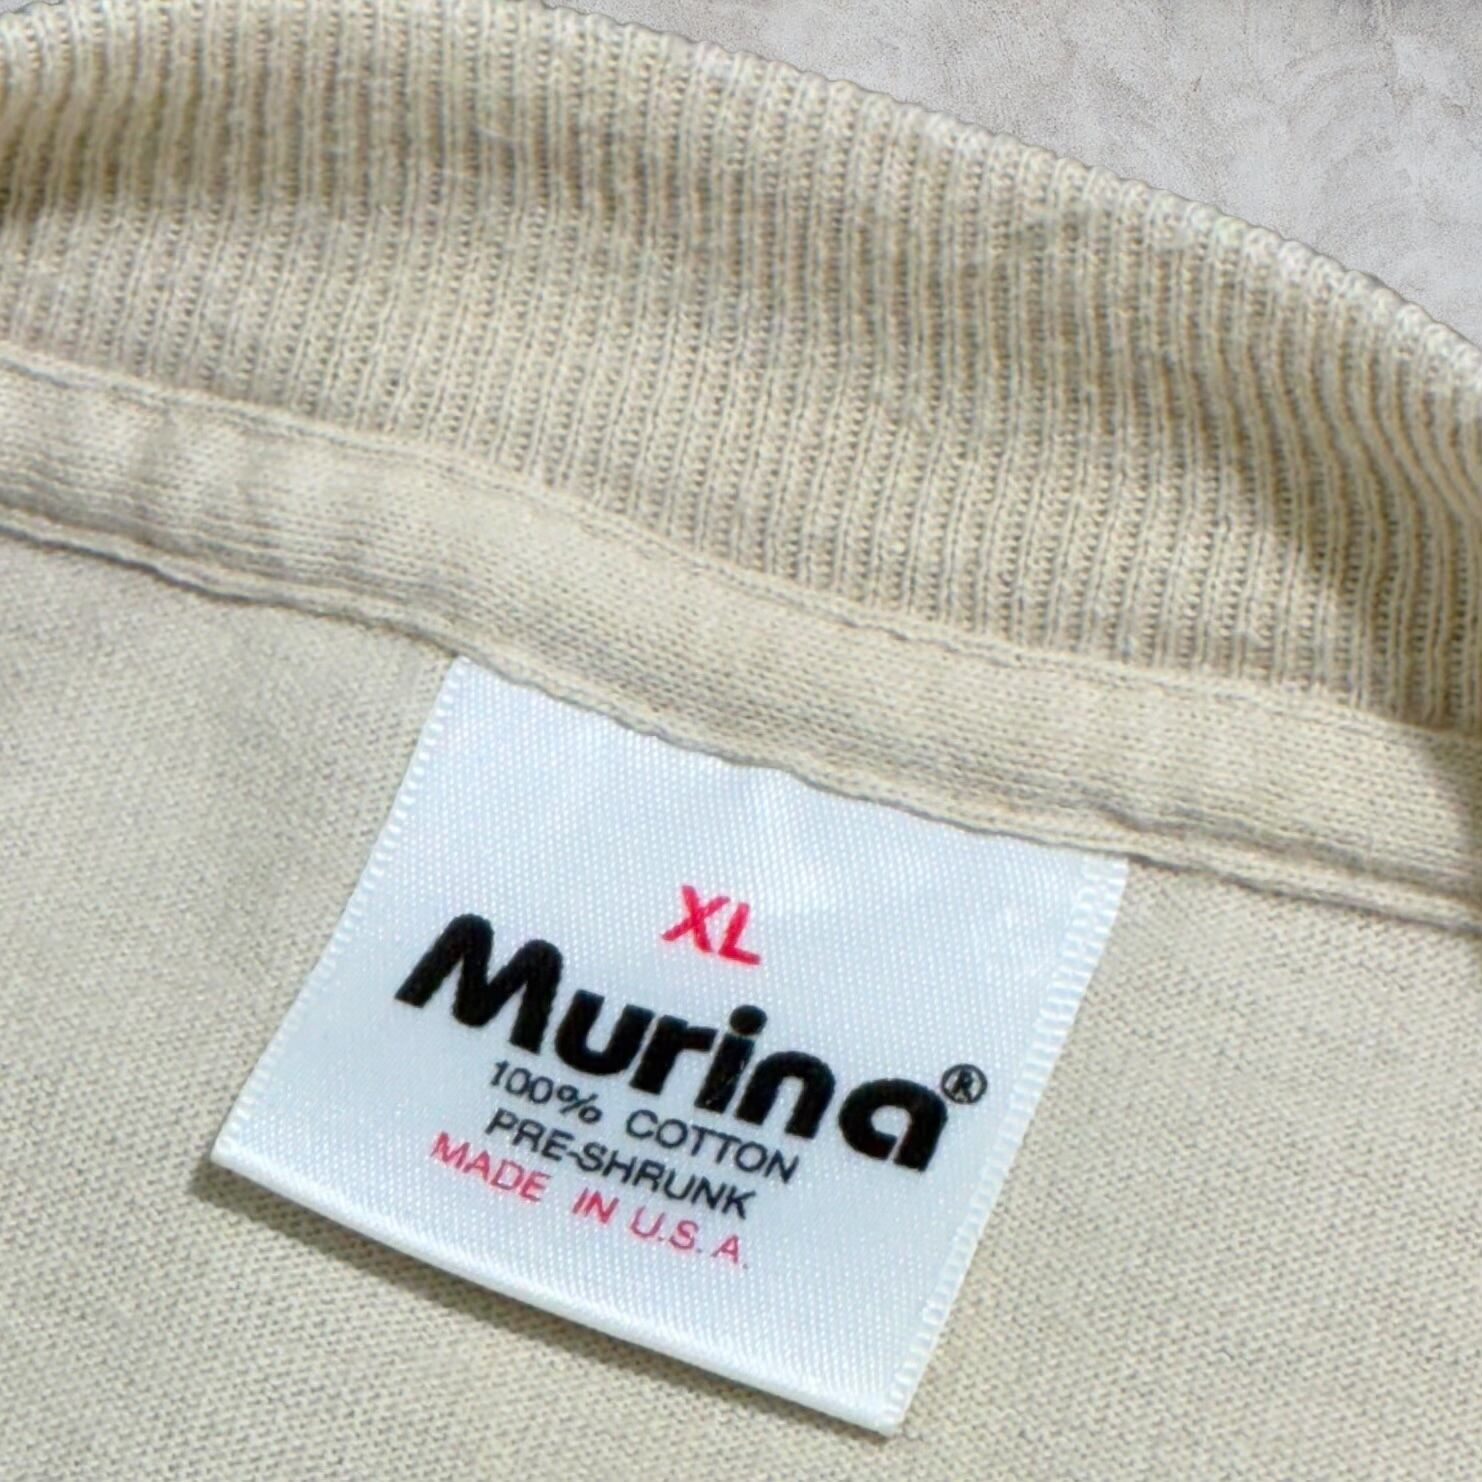 XL
Murina®
100% COTTON
PRE-SHRUNK
MADE IN U.S.A.